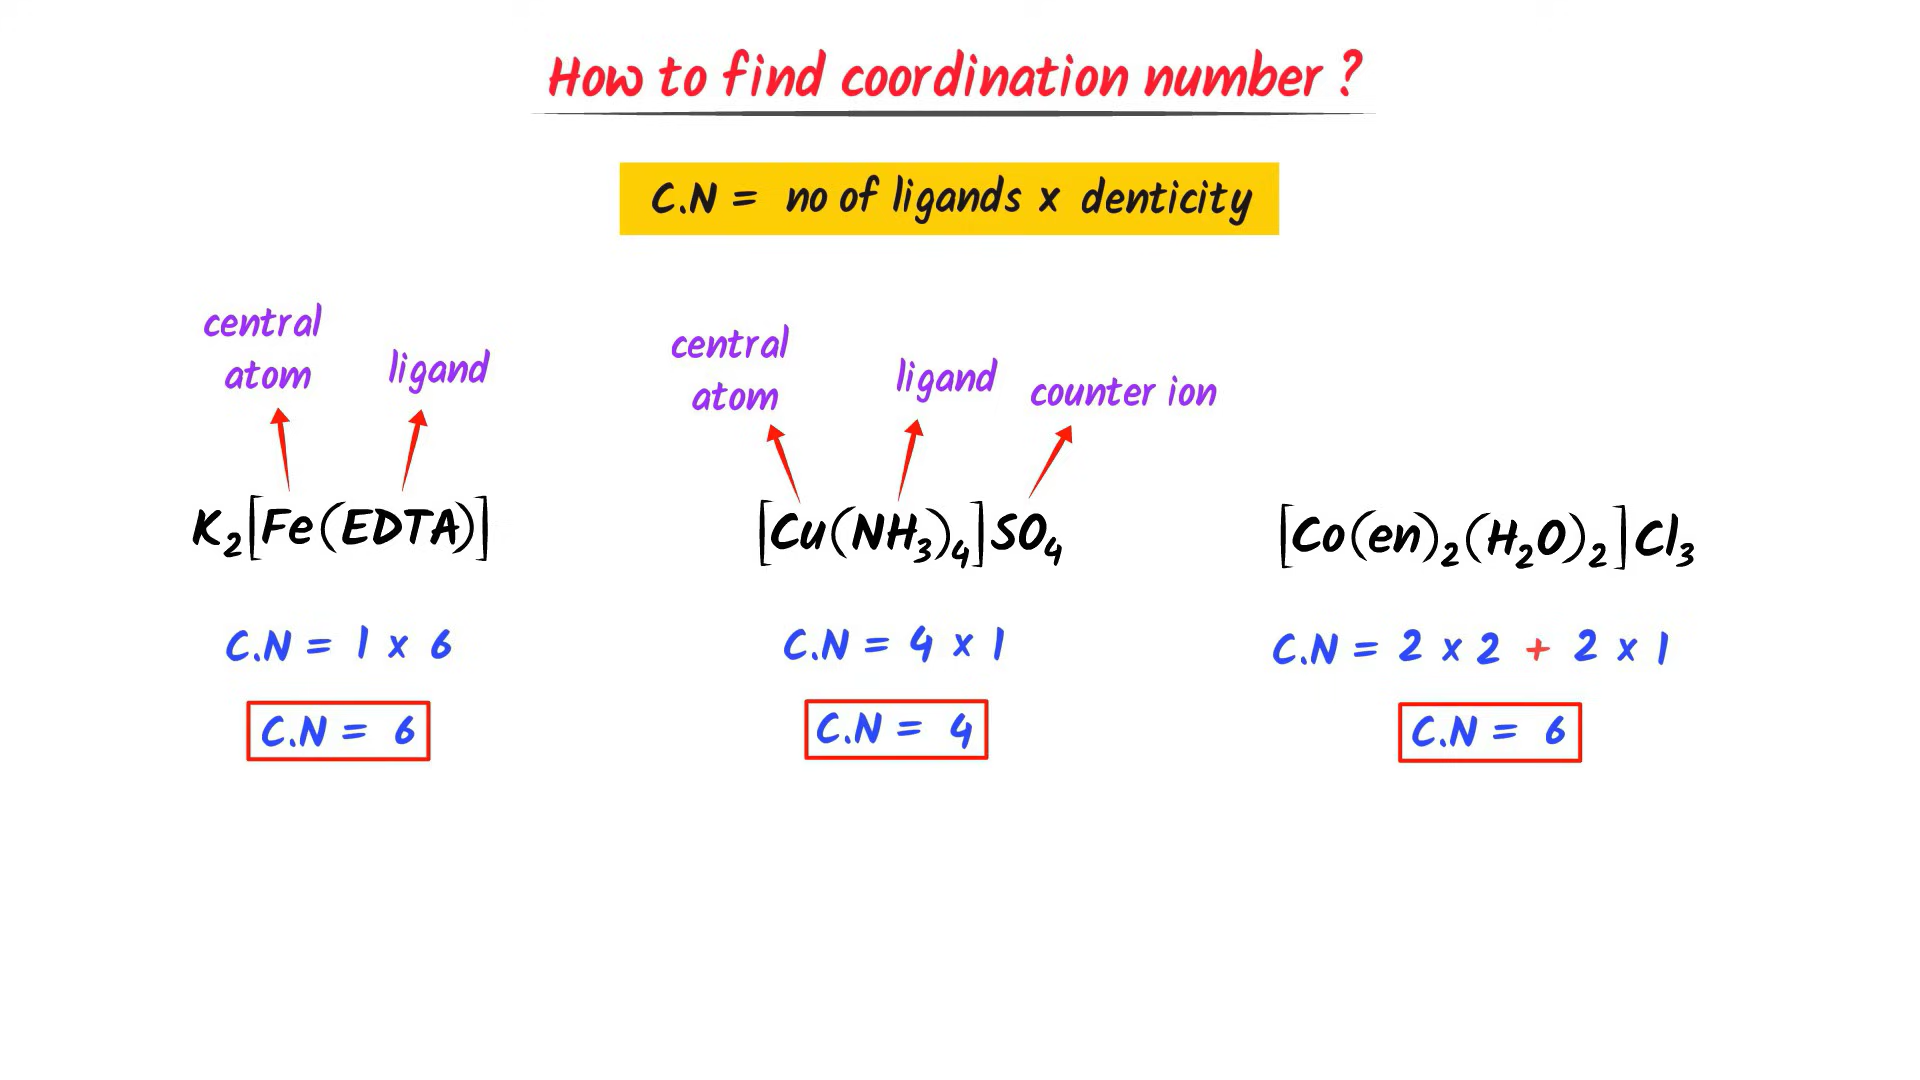 How to find coordination number ?
C.N = no of ligands x denticity
central
atom
ligand
K₂[Fe(EDTA)]
C.N = 1 x 6
C.N = 6
central
atom
ligand
counter ion
[Cu(NH₃)₄]SO₄
C.N = 4 x 1
C.N = 4
[Co(en)₂(H₂O)₂]Cl₃
C.N = 2 x 2 + 2 x 1
C.N = 6